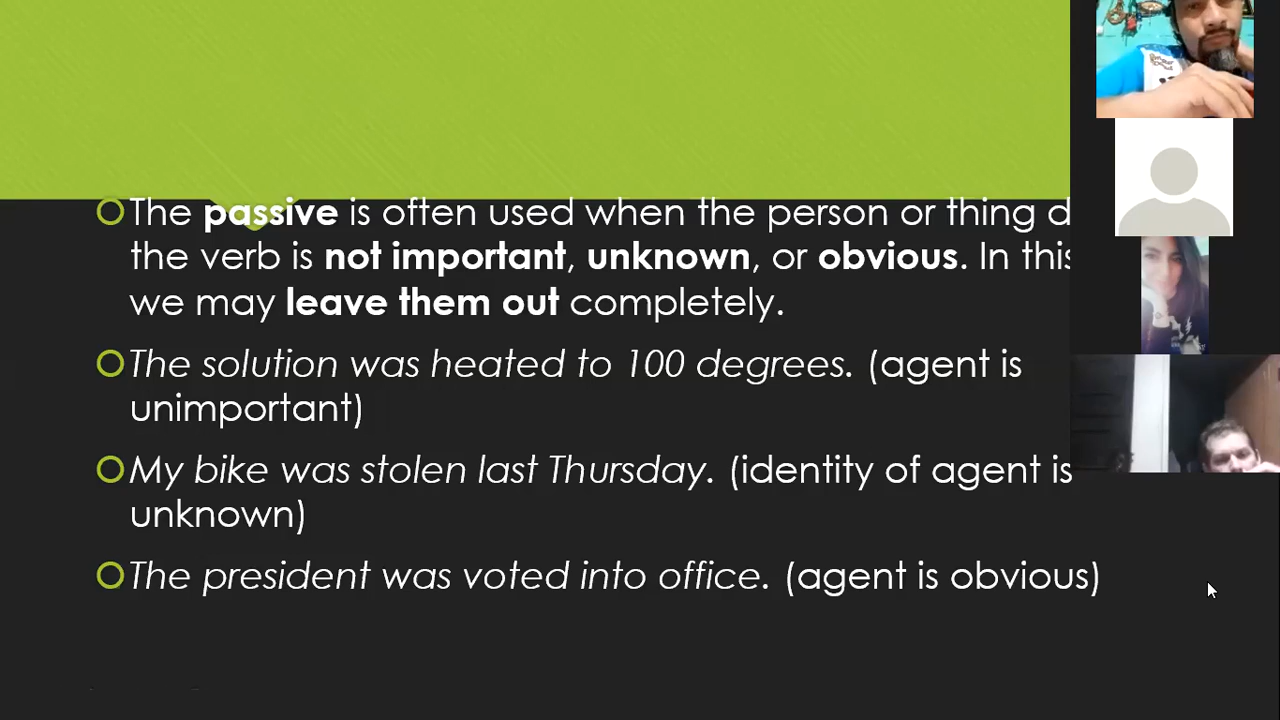 The passive is often used when the person or thing d
the verb is not important, unknown, or obvious. In this
we may leave them out completely.
The solution was heated to 100 degrees. (agent is
unimportant)
My bike was stolen last Thursday. (identity of agent is
unknown)
The president was voted into office. (agent is obvious)